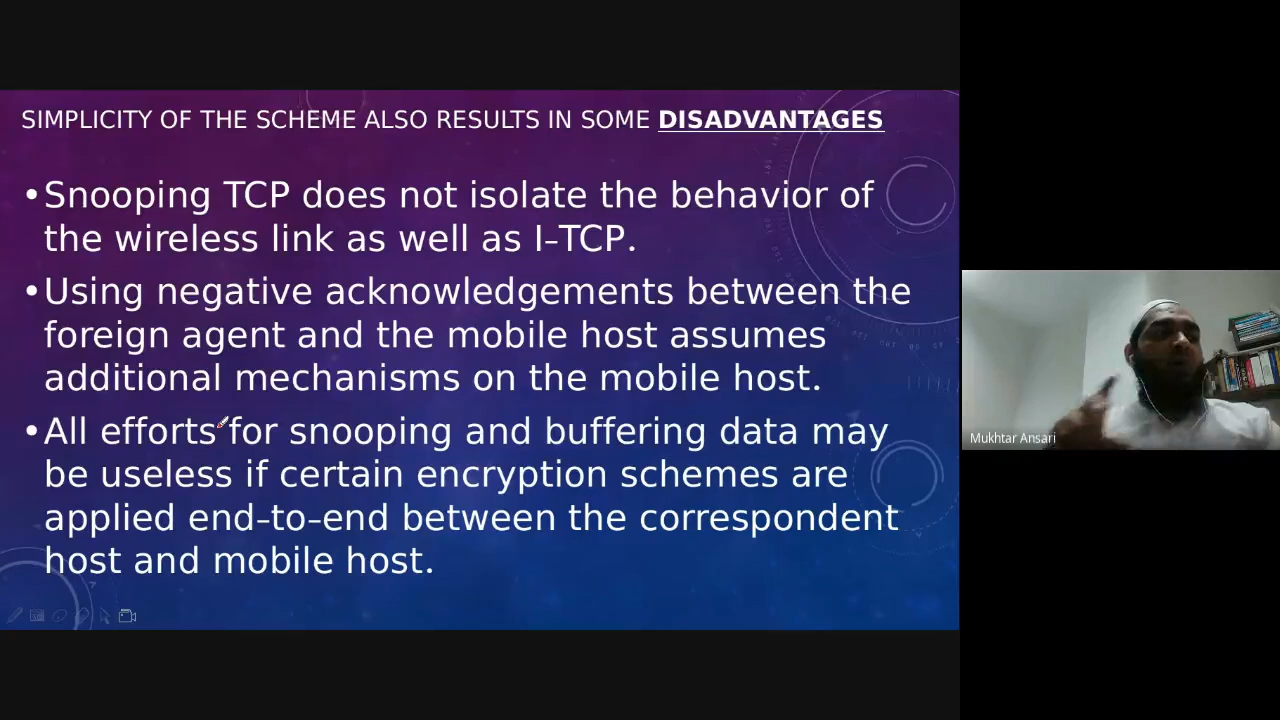 SIMPLICITY OF THE SCHEME ALSO RESULTS IN SOME DISADVANTAGES
•Snooping TCP does not isolate the behavior of
the wireless link as well as I-TCP.
•Using negative acknowledgements between the
foreign agent and the mobile host assumes
additional mechanisms on the mobile host.
•All efforts for snooping and buffering data may
be useless if certain encryption schemes are
applied end-to-end between the correspondent
host and mobile host.
Mukhtar Ansari